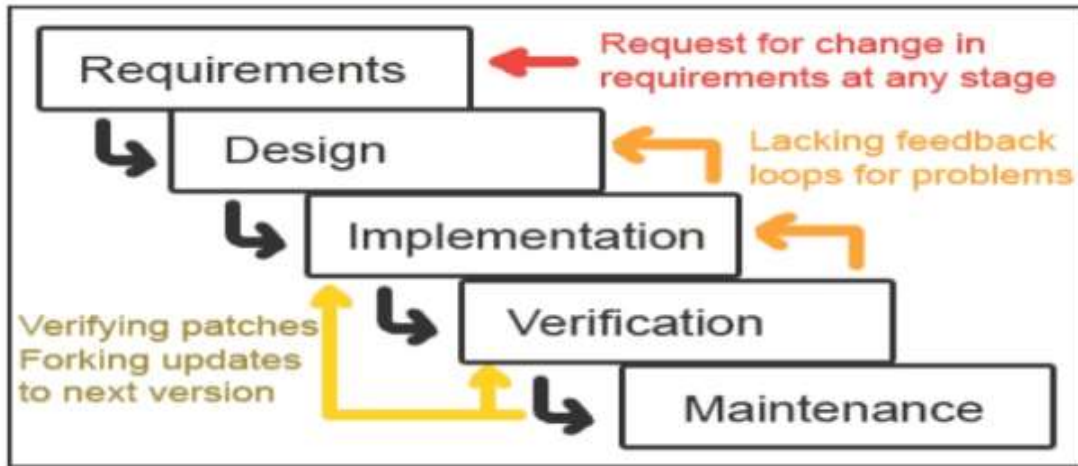 Requirements
Request for change in
requirements at any stage
Design
Lacking feedback
loops for problems
Implementation
Verification
Verifying patches
Forking updates
to next version
Maintenance